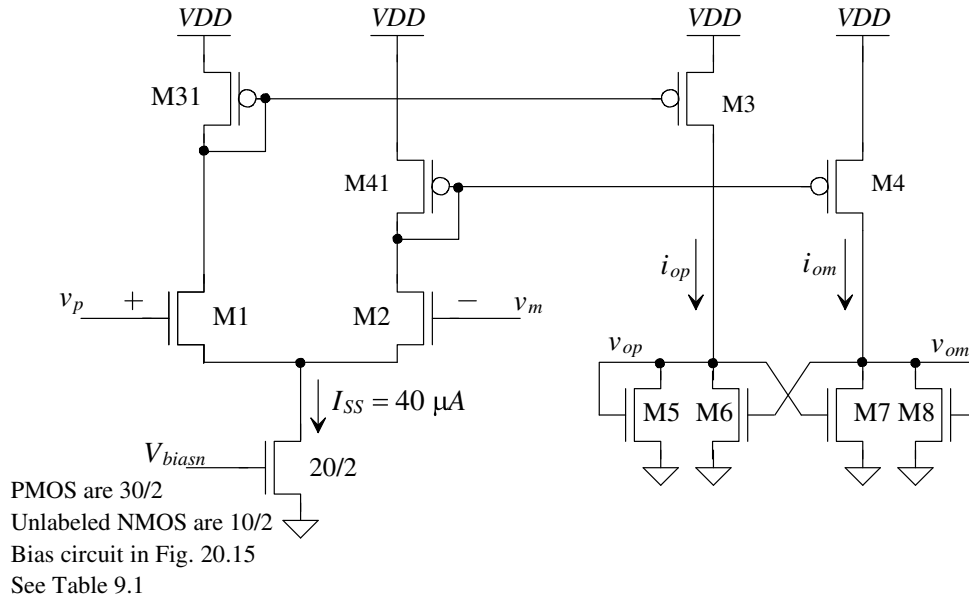 VDD VDD VDD VDD
M31 M3
M41 M4
i_op i_om
v_p + M1 M2 − v_m
v_op v_om
I_SS = 40 μA
M5 M6 M7 M8
V_biasn 20/2
PMOS are 30/2
Unlabeled NMOS are 10/2
Bias circuit in Fig. 20.15
See Table 9.1